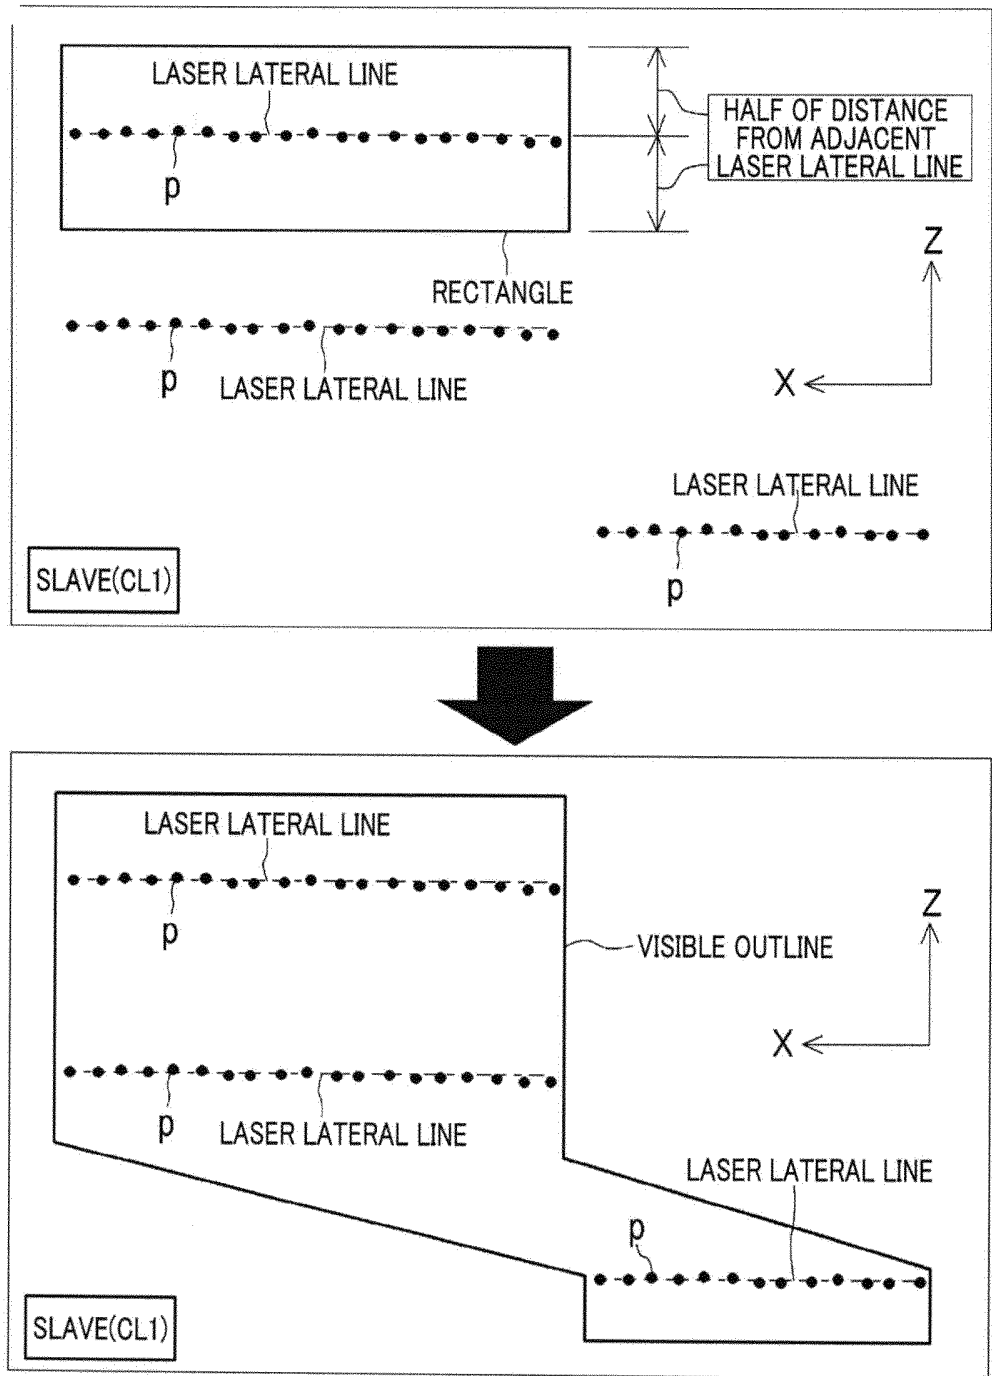 LASER LATERAL LINE
p
HALF OF DISTANCE
FROM ADJACENT
LASER LATERAL LINE
RECTANGLE
Z
X
p
LASER LATERAL LINE
LASER LATERAL LINE
p
SLAVE(CL1)
LASER LATERAL LINE
p
VISIBLE OUTLINE
Z
X
p
LASER LATERAL LINE
LASER LATERAL LINE
p
SLAVE(CL1)